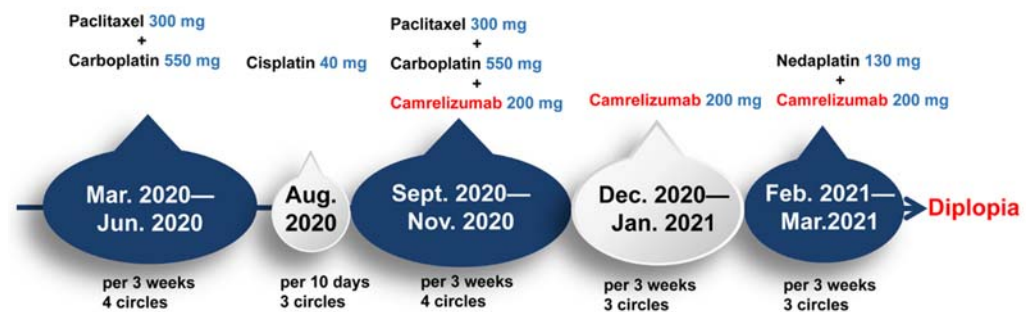 Paclitaxel 300 mg
+
Carboplatin 550 mg
Cisplatin 40 mg
Paclitaxel 300 mg
+
Carboplatin 550 mg
+
Camrelizumab 200 mg
Camrelizumab 200 mg
Nedaplatin 130 mg
+
Camrelizumab 200 mg
Mar. 2020—
Jun. 2020
Aug.
2020
Sept. 2020—
Nov. 2020
Dec. 2020—
Jan. 2021
Feb. 2021—
Mar.2021
Diplopia
per 3 weeks
4 circles
per 10 days
3 circles
per 3 weeks
4 circles
per 3 weeks
3 circles
per 3 weeks
3 circles